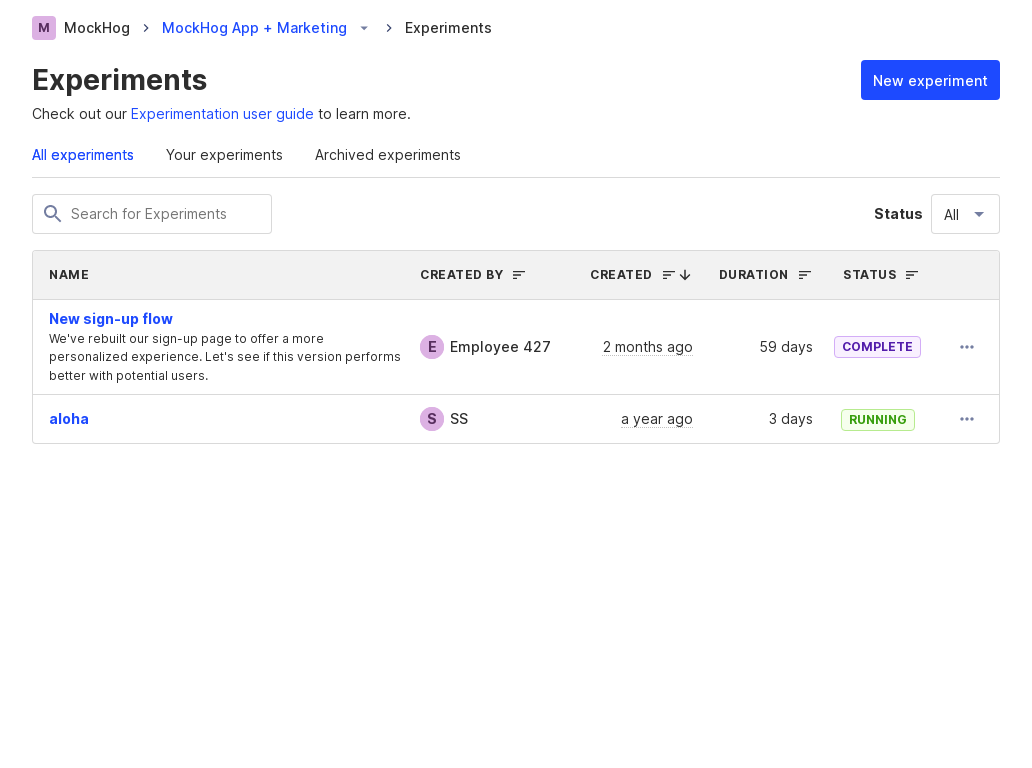 M MockHog MockHog App + Marketing Experiments
Experiments
New experiment
Check out our Experimentation user guide to learn more.
All experiments Your experiments Archived experiments
Search for Experiments
Status All
NAME CREATED BY CREATED DURATION STATUS
New sign-up flow
We've rebuilt our sign-up page to offer a more
personalized experience. Let's see if this version performs
better with potential users.
E Employee 427 2 months ago 59 days COMPLETE
aloha S SS a year ago 3 days RUNNING